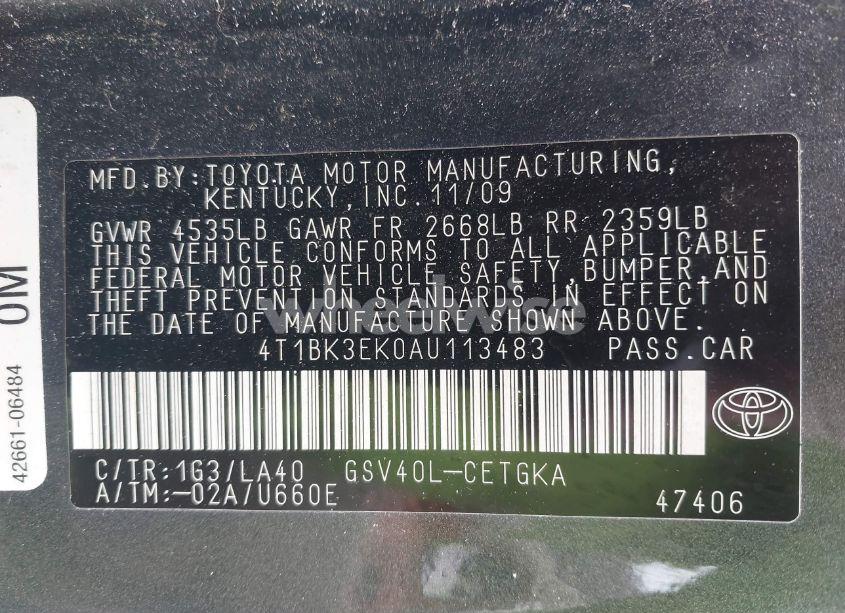 MFD.BY:TOYOTA MOTOR MANUFACTURING,
KENTUCKY,INC.11/09
GVWR 4535LB GAWR FR 2668LB RR 2359LB
THIS VEHICLE CONFORMS TO ALL APPLICABLE
FEDERAL MOTOR VEHICLE SAFETY,BUMPER,AND
THEFT PREVENTION STANDARDS IN EFFECT ON
THE DATE OF MANUFACTURE SHOWN ABOVE.
4T1BK3EK0AU113483 PASS.CAR
C/TR:1G3/LA40 GSV40L-CETGKA
A/TM:-02A/U660E 47406
42661-06484
wheelwise